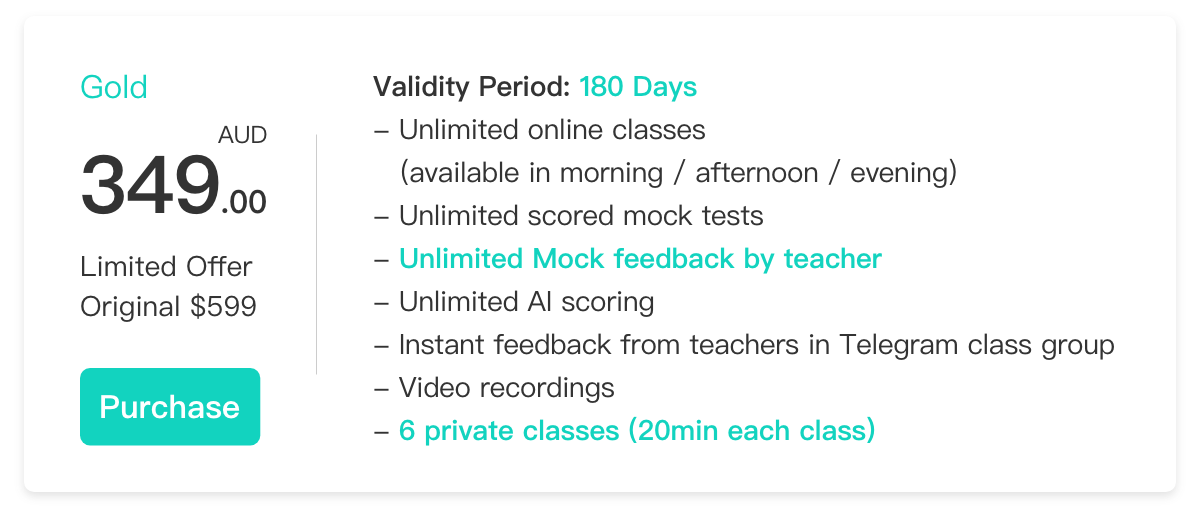 Gold
AUD
349.00
Limited Offer
Original $599
Purchase
Validity Period: 180 Days
– Unlimited online classes
(available in morning / afternoon / evening)
– Unlimited scored mock tests
– Unlimited Mock feedback by teacher
– Unlimited AI scoring
– Instant feedback from teachers in Telegram class group
– Video recordings
– 6 private classes (20min each class)